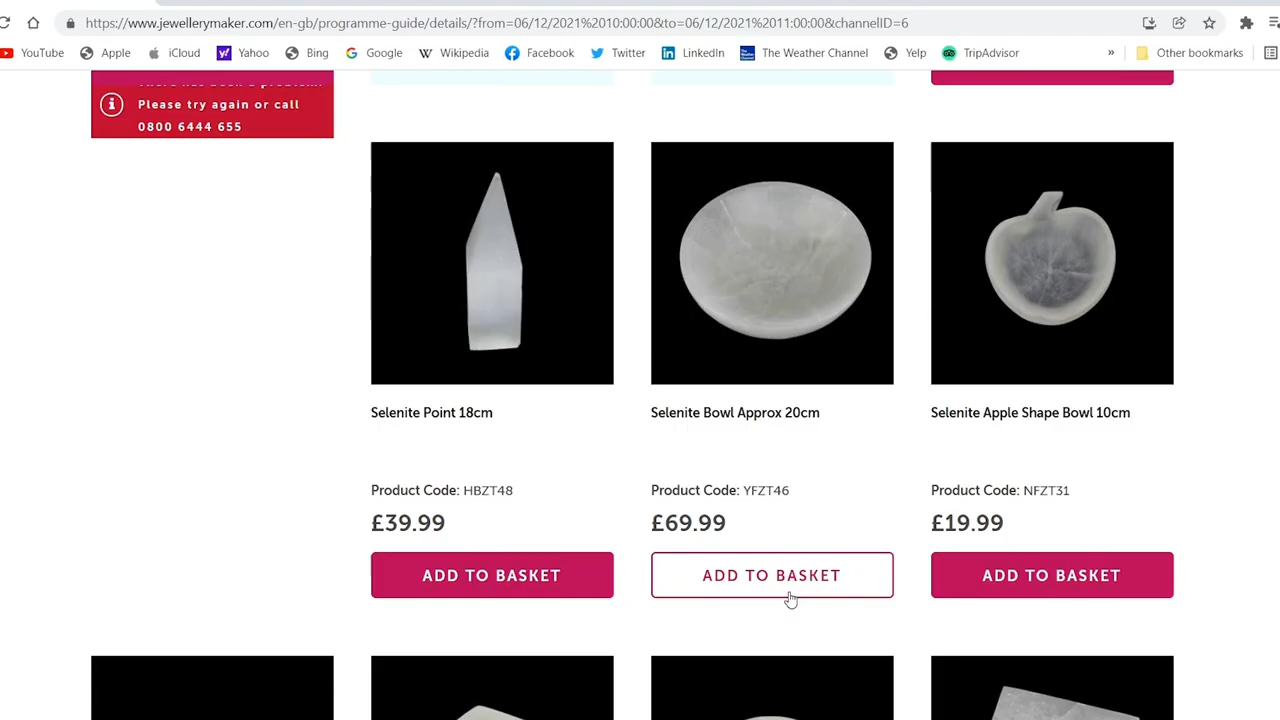 https://www.jewellerymaker.com/en-gb/programme-guide/details/?from=06/12/2021%2010:00:00&to=06/12/2021%2011:00:00&channelID=6
YouTube Apple iCloud Yahoo Bing Google Wikipedia Facebook Twitter LinkedIn The Weather Channel Yelp TripAdvisor » Other bookmarks
There has been a problem.
Please try again or call
0800 6444 655
Selenite Point 18cm
Product Code: HBZT48
£39.99
ADD TO BASKET
Selenite Bowl Approx 20cm
Product Code: YFZT46
£69.99
ADD TO BASKET
Selenite Apple Shape Bowl 10cm
Product Code: NFZT31
£19.99
ADD TO BASKET